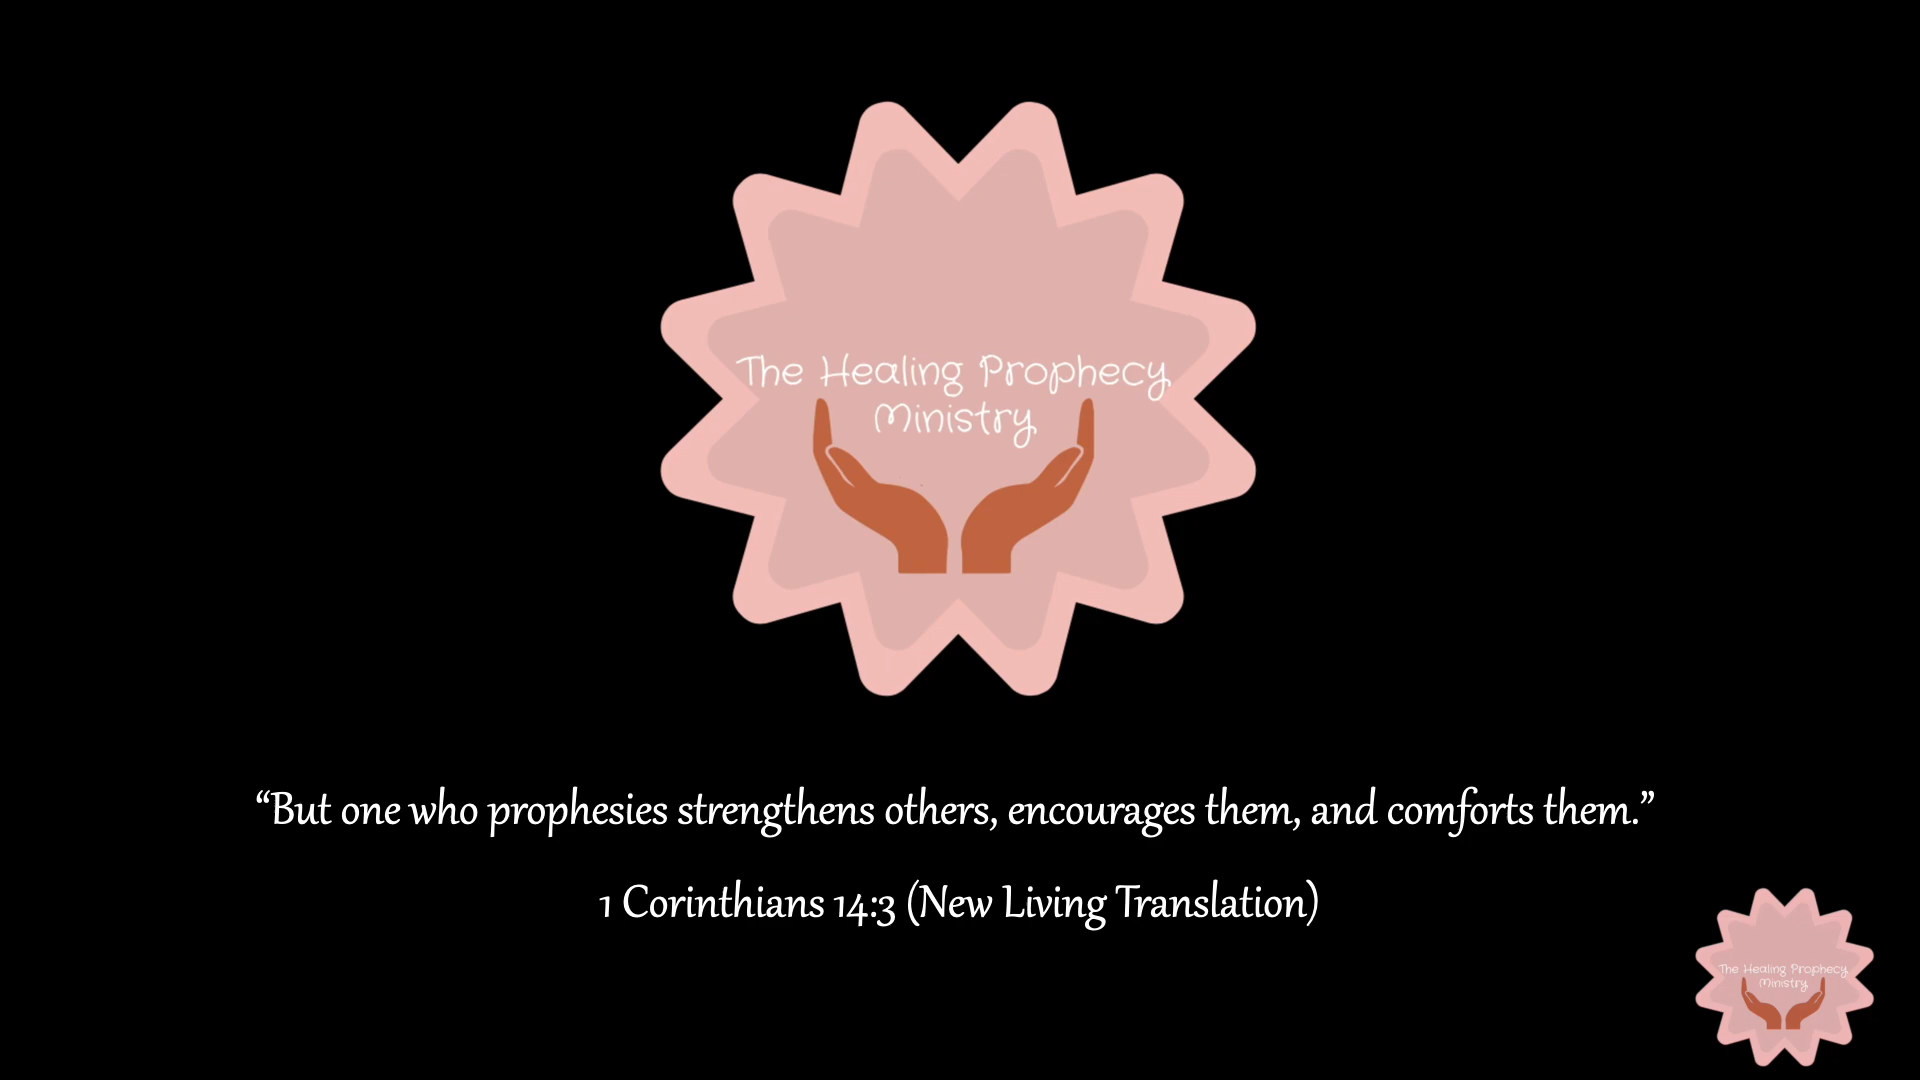 The Healing Prophecy
Ministry
“But one who prophesies strengthens others, encourages them, and comforts them.”
1 Corinthians 14:3 (New Living Translation)
The Healing Prophecy
Ministry